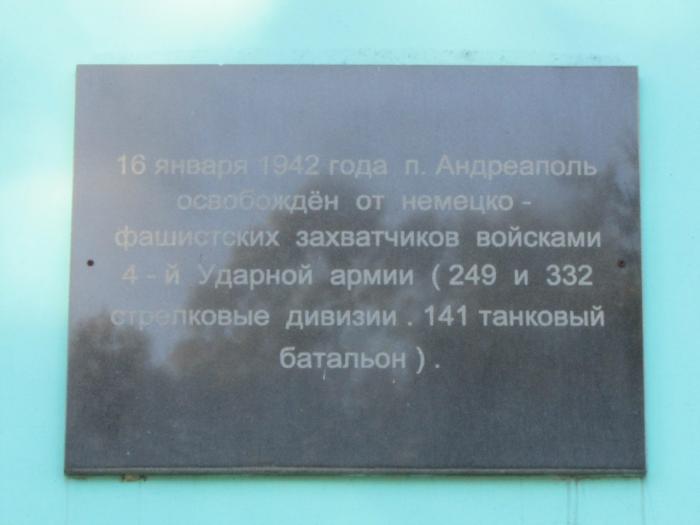 16 января 1942 года п. Андреаполь
освобождён от немецко -
фашистских захватчиков войсками
4 - й Ударной армии ( 249 и 332
стрелковые дивизии . 141 танковый
батальон ) .